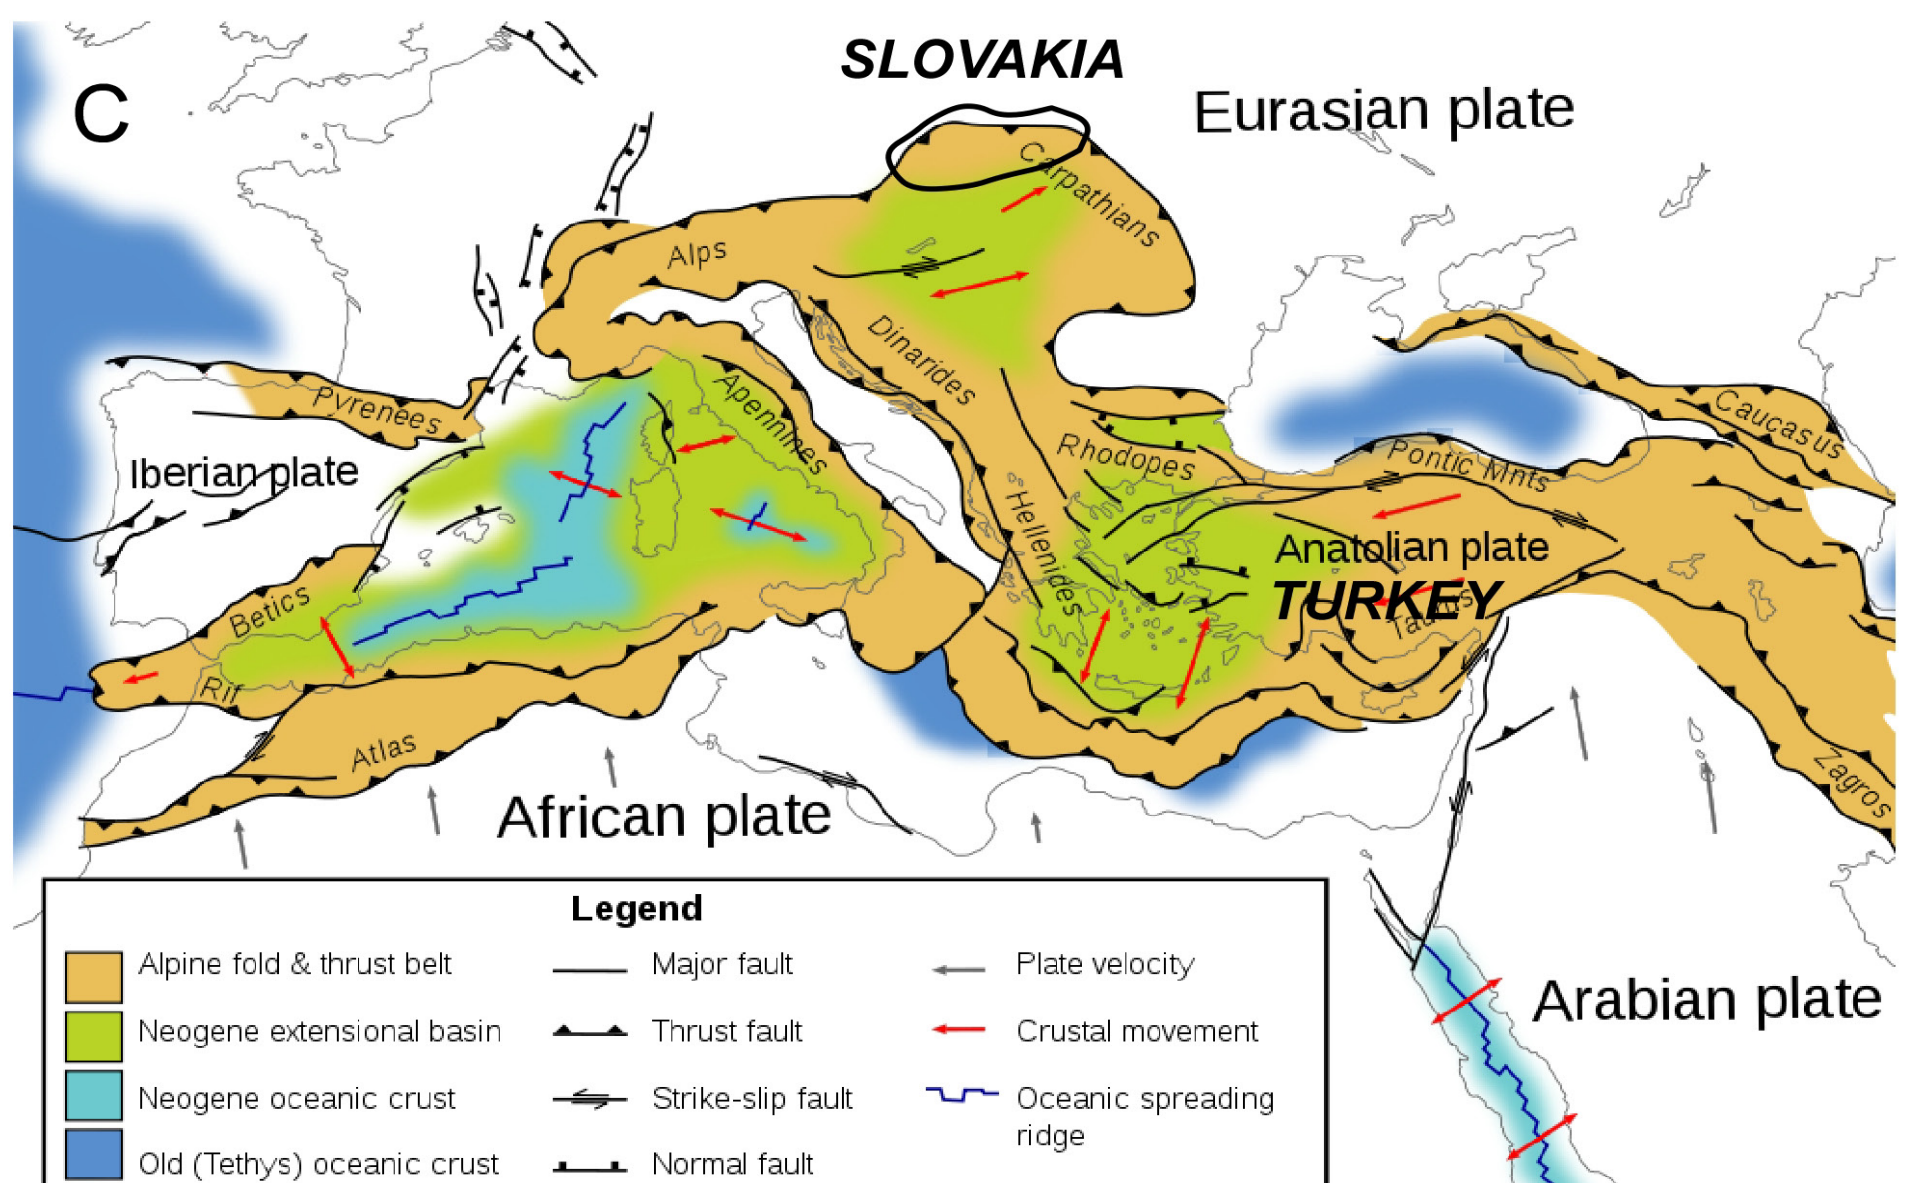 SLOVAKIA
C
Eurasian plate
Carpathians
Alps
Dinarides
Pyrenees
Apennines
Caucasus
Iberian plate
Rhodopes
Pontic Mnts
Hellenides
Anatolian plate
TURKEY
Taurus
Betics
Rif
Atlas
Zagros
African plate
Arabian plate
Legend
Alpine fold & thrust belt
Major fault
Plate velocity
Neogene extensional basin
Thrust fault
Crustal movement
Neogene oceanic crust
Strike-slip fault
Oceanic spreading
ridge
Old (Tethys) oceanic crust
Normal fault